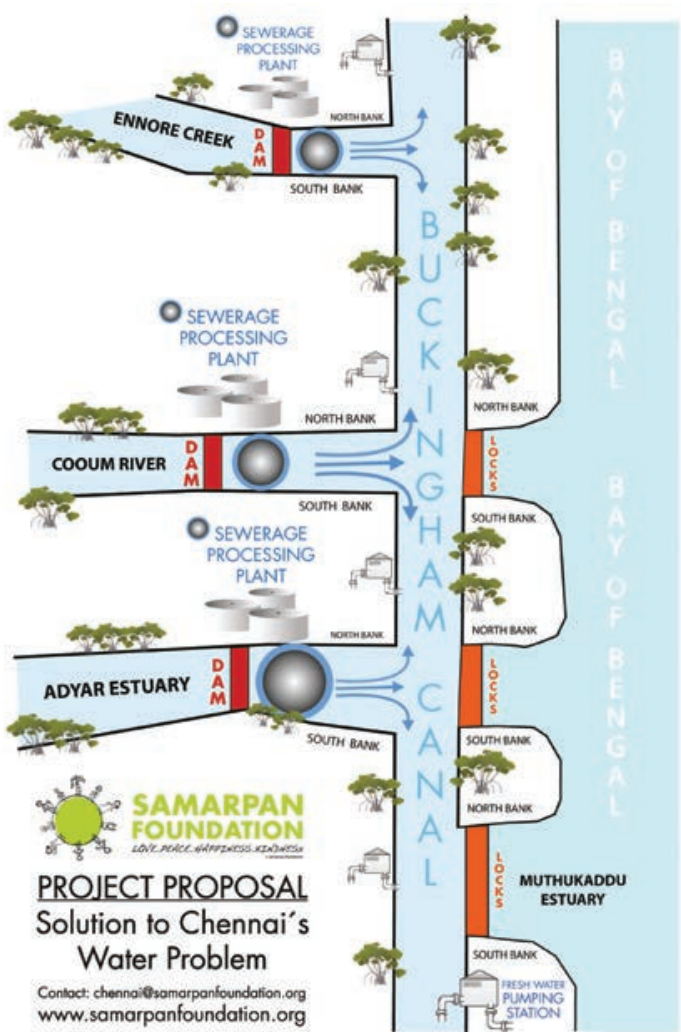 SEWERAGE
PROCESSING
PLANT
NORTH BANK
ENNORE CREEK
DAM
SOUTH BANK
BUCKINGHAM CANAL
BAY OF BENGAL
SEWERAGE
PROCESSING
PLANT
NORTH BANK
NORTH BANK
COOUM RIVER
DAM
LOCKS
SOUTH BANK
SOUTH BANK
BAY OF BENGAL
SEWERAGE
PROCESSING
PLANT
NORTH BANK
NORTH BANK
ADYAR ESTUARY
DAM
LOCKS
SOUTH BANK
SOUTH BANK
NORTH BANK
SAMARPAN
FOUNDATION
LOVE.PEACE.HAPPINESS.KINDNESS
PROJECT PROPOSAL
Solution to Chennai´s
Water Problem
Contact: chennai@samarpanfoundation.org
www.samarpanfoundation.org
LOCKS
MUTHUKADDU
ESTUARY
SOUTH BANK
FRESH WATER
PUMPING
STATION